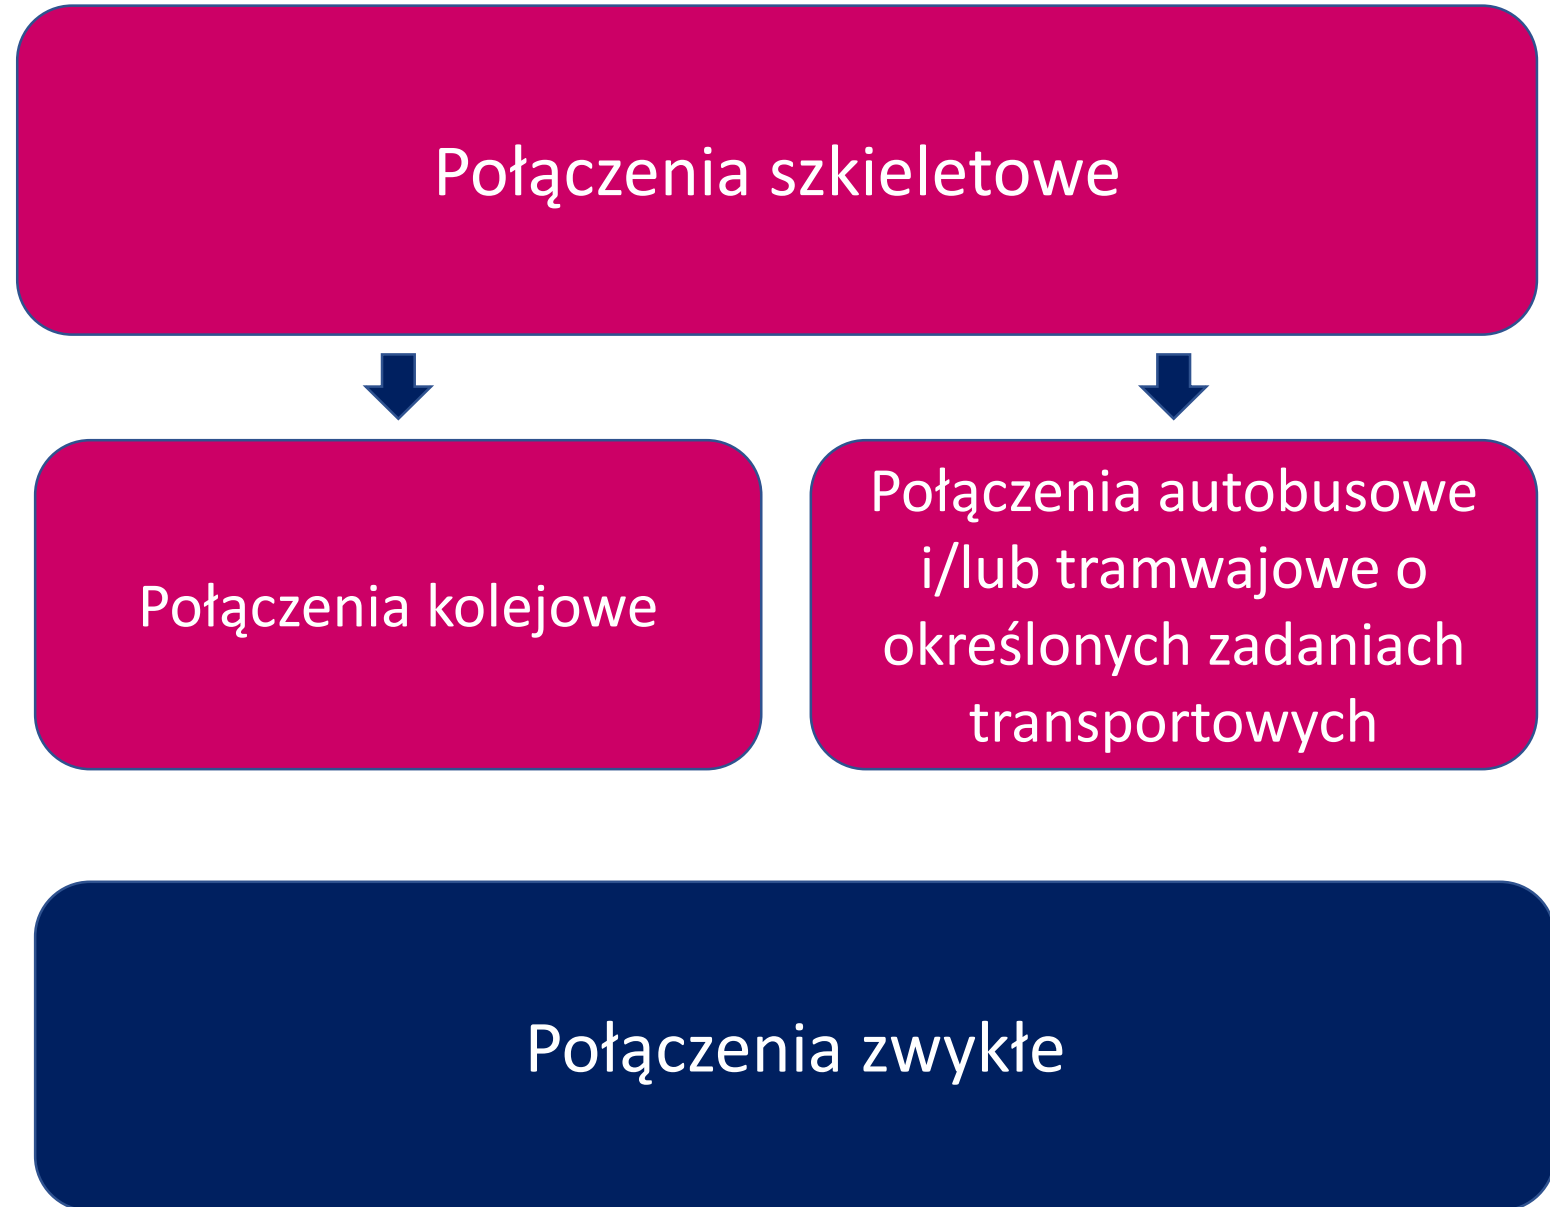 Połączenia szkieletowe
Połączenia kolejowe
Połączenia autobusowe
i/lub tramwajowe o
określonych zadaniach
transportowych
Połączenia zwykłe